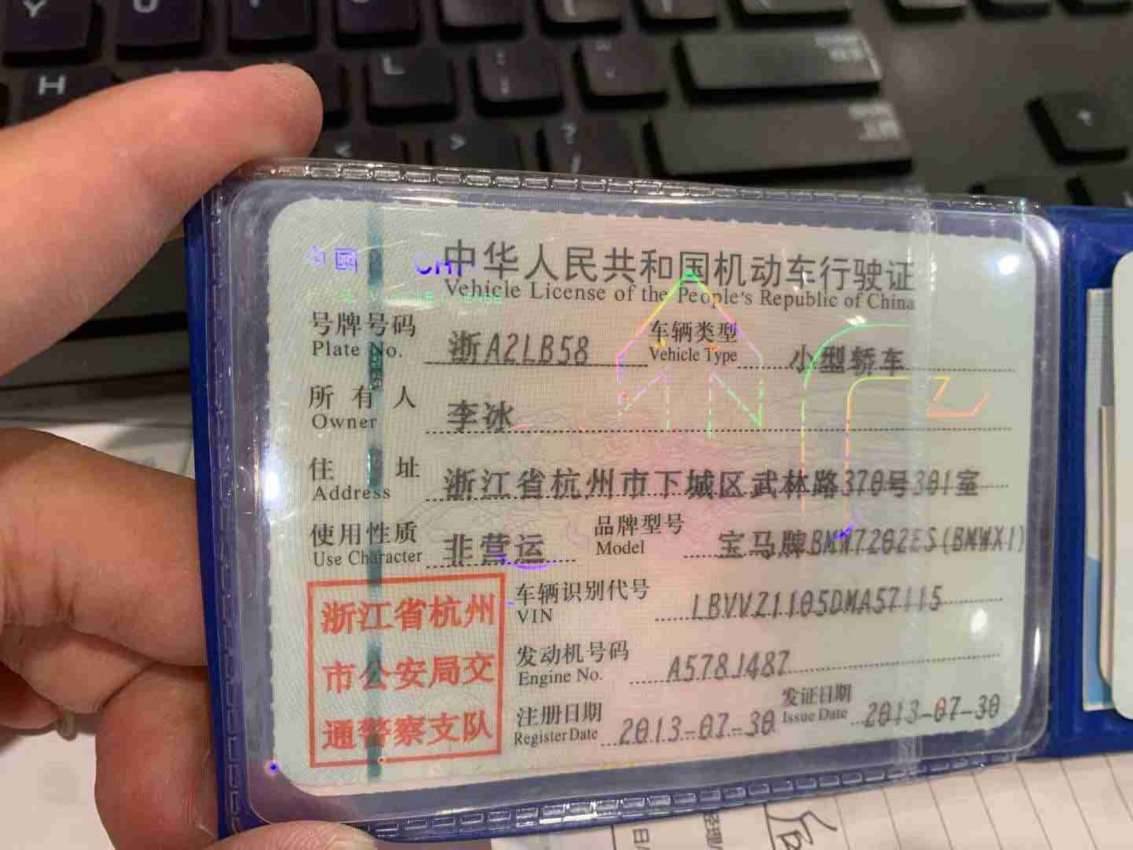 中华人民共和国机动车行驶证
Vehicle License of the People's Republic of China
号牌号码 浙A2LB58 车辆类型 小型轿车
Plate No. Vehicle Type
所有人 李冰
Owner
住址 浙江省杭州市下城区武林路370号301室
Address
使用性质 非营运 品牌型号 宝马牌BMW7202ES(BMWX1)
Use Character Model
浙江省杭州
市公安局交
通警察支队
车辆识别代号 LBVVZ1105DMA57115
VIN
发动机号码 A578J487
Engine No.
注册日期 2013-07-30 发证日期 2013-07-30
Register Date Issue Date
中國
H
L